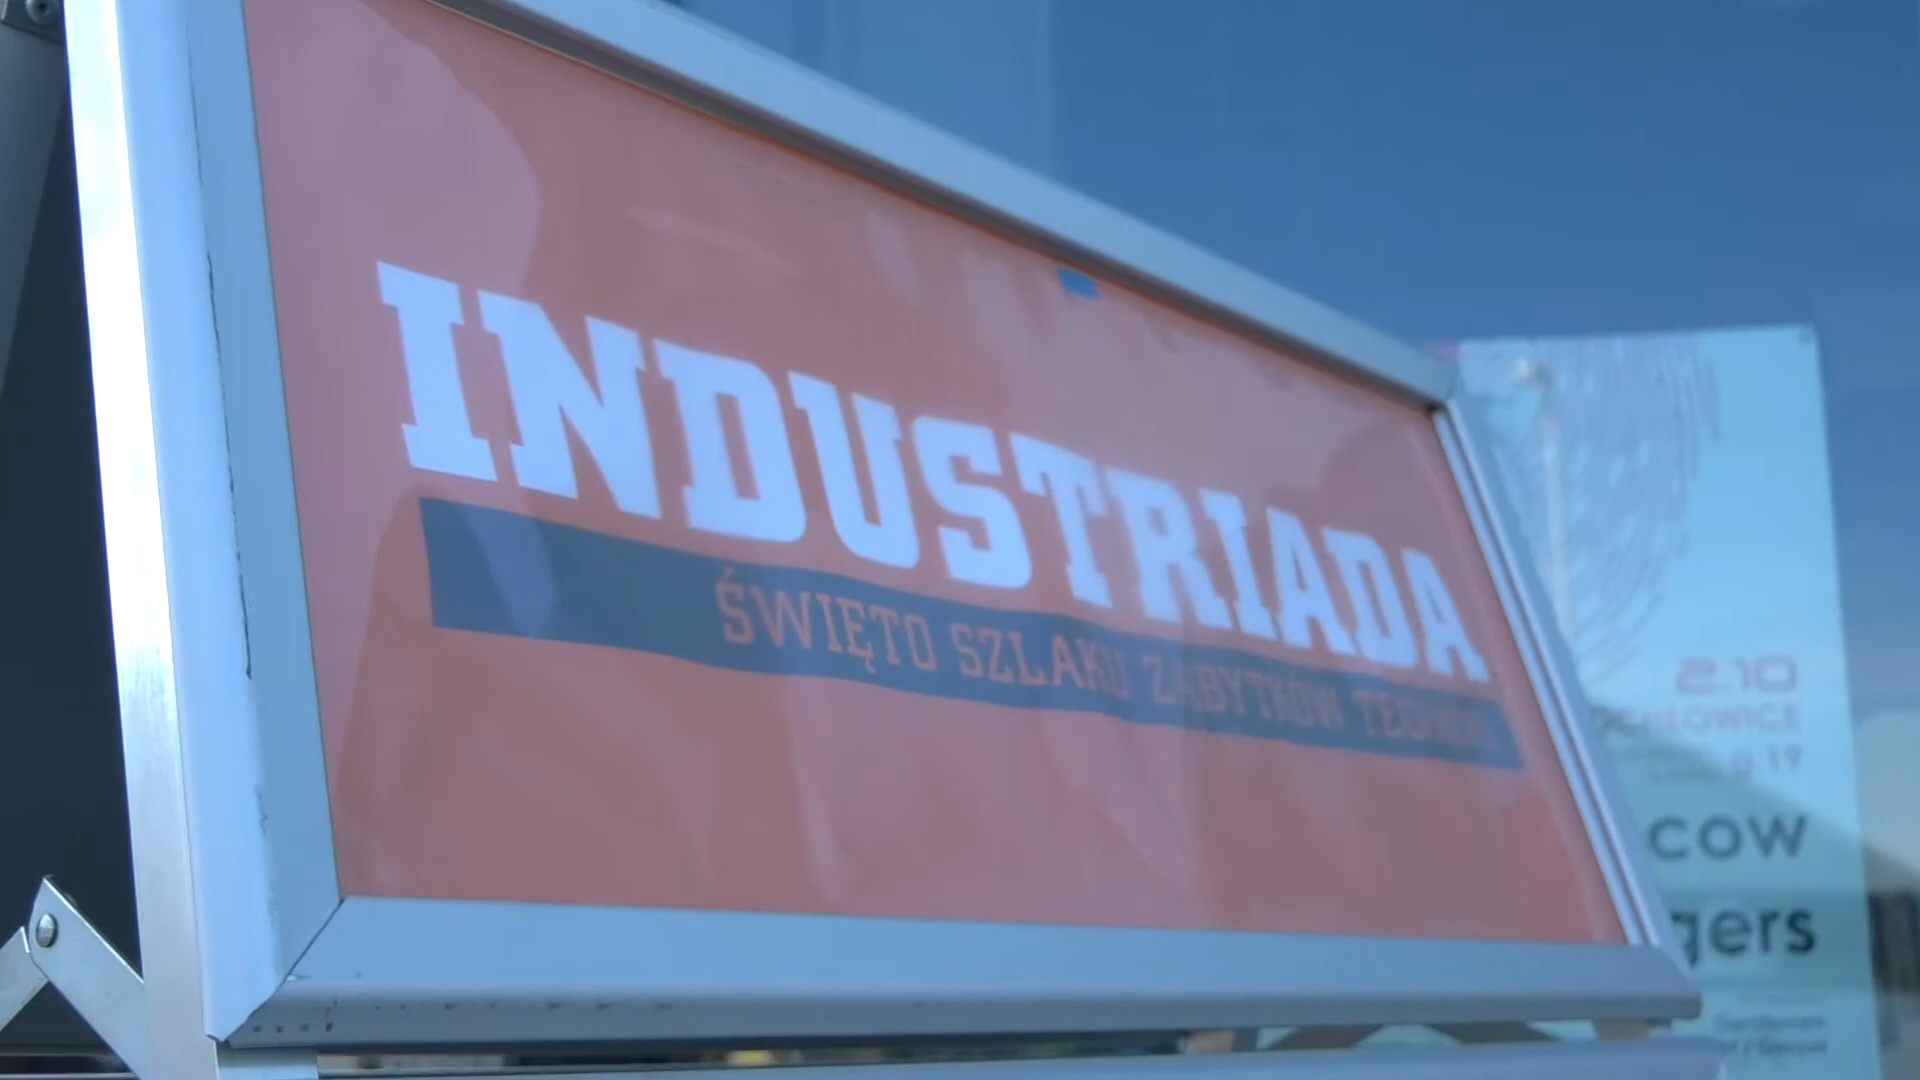 INDUSTRIADA
ŚWIĘTO SZLAKU ZABYTKÓW TECHNIKI
2.10
cow
gers